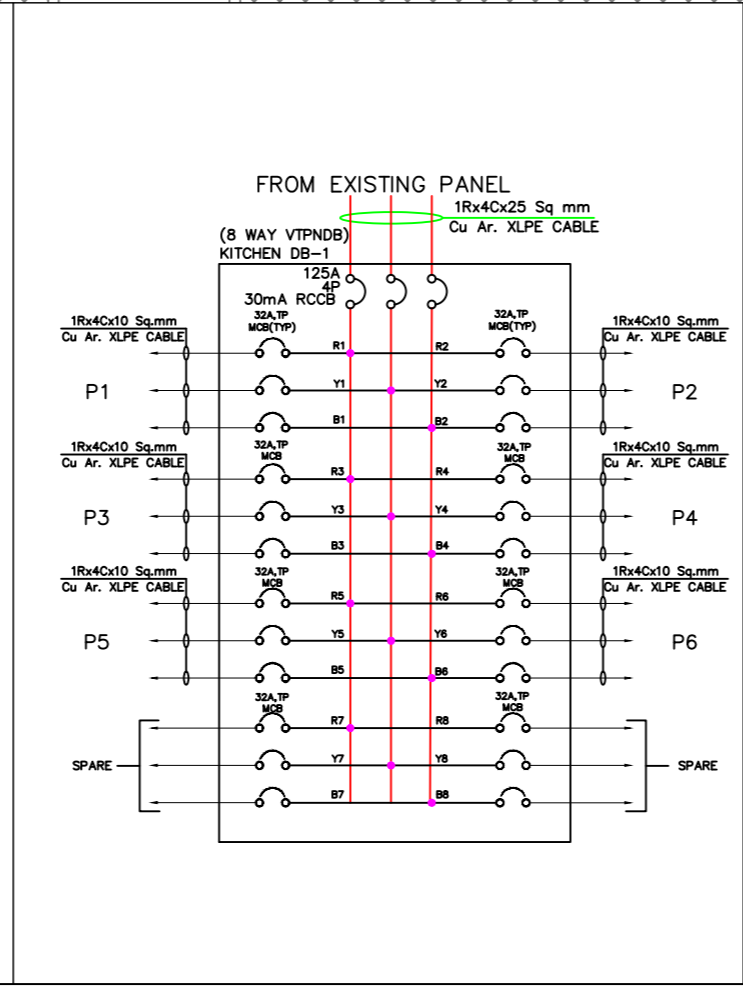 FROM EXISTING PANEL
1Rx4Cx25 Sq mm
Cu Ar. XLPE CABLE
(8 WAY VTPNDB)
KITCHEN DB-1
125A
4P
30mA RCCB
1Rx4Cx10 Sq.mm
Cu Ar. XLPE CABLE
32A,TP
MCB(TYP)
32A,TP
MCB(TYP)
1Rx4Cx10 Sq.mm
Cu Ar. XLPE CABLE
R1 R2
P1 Y1 Y2 P2
B1 B2
1Rx4Cx10 Sq.mm
Cu Ar. XLPE CABLE
32A,TP
MCB
32A,TP
MCB
1Rx4Cx10 Sq.mm
Cu Ar. XLPE CABLE
R3 R4
P3 Y3 Y4 P4
B3 B4
1Rx4Cx10 Sq.mm
Cu Ar. XLPE CABLE
32A,TP
MCB
32A,TP
MCB
1Rx4Cx10 Sq.mm
Cu Ar. XLPE CABLE
R5 R6
P5 Y5 Y6 P6
B5 B6
32A,TP
MCB
32A,TP
MCB
R7 R8
SPARE Y7 Y8 SPARE
B7 B8